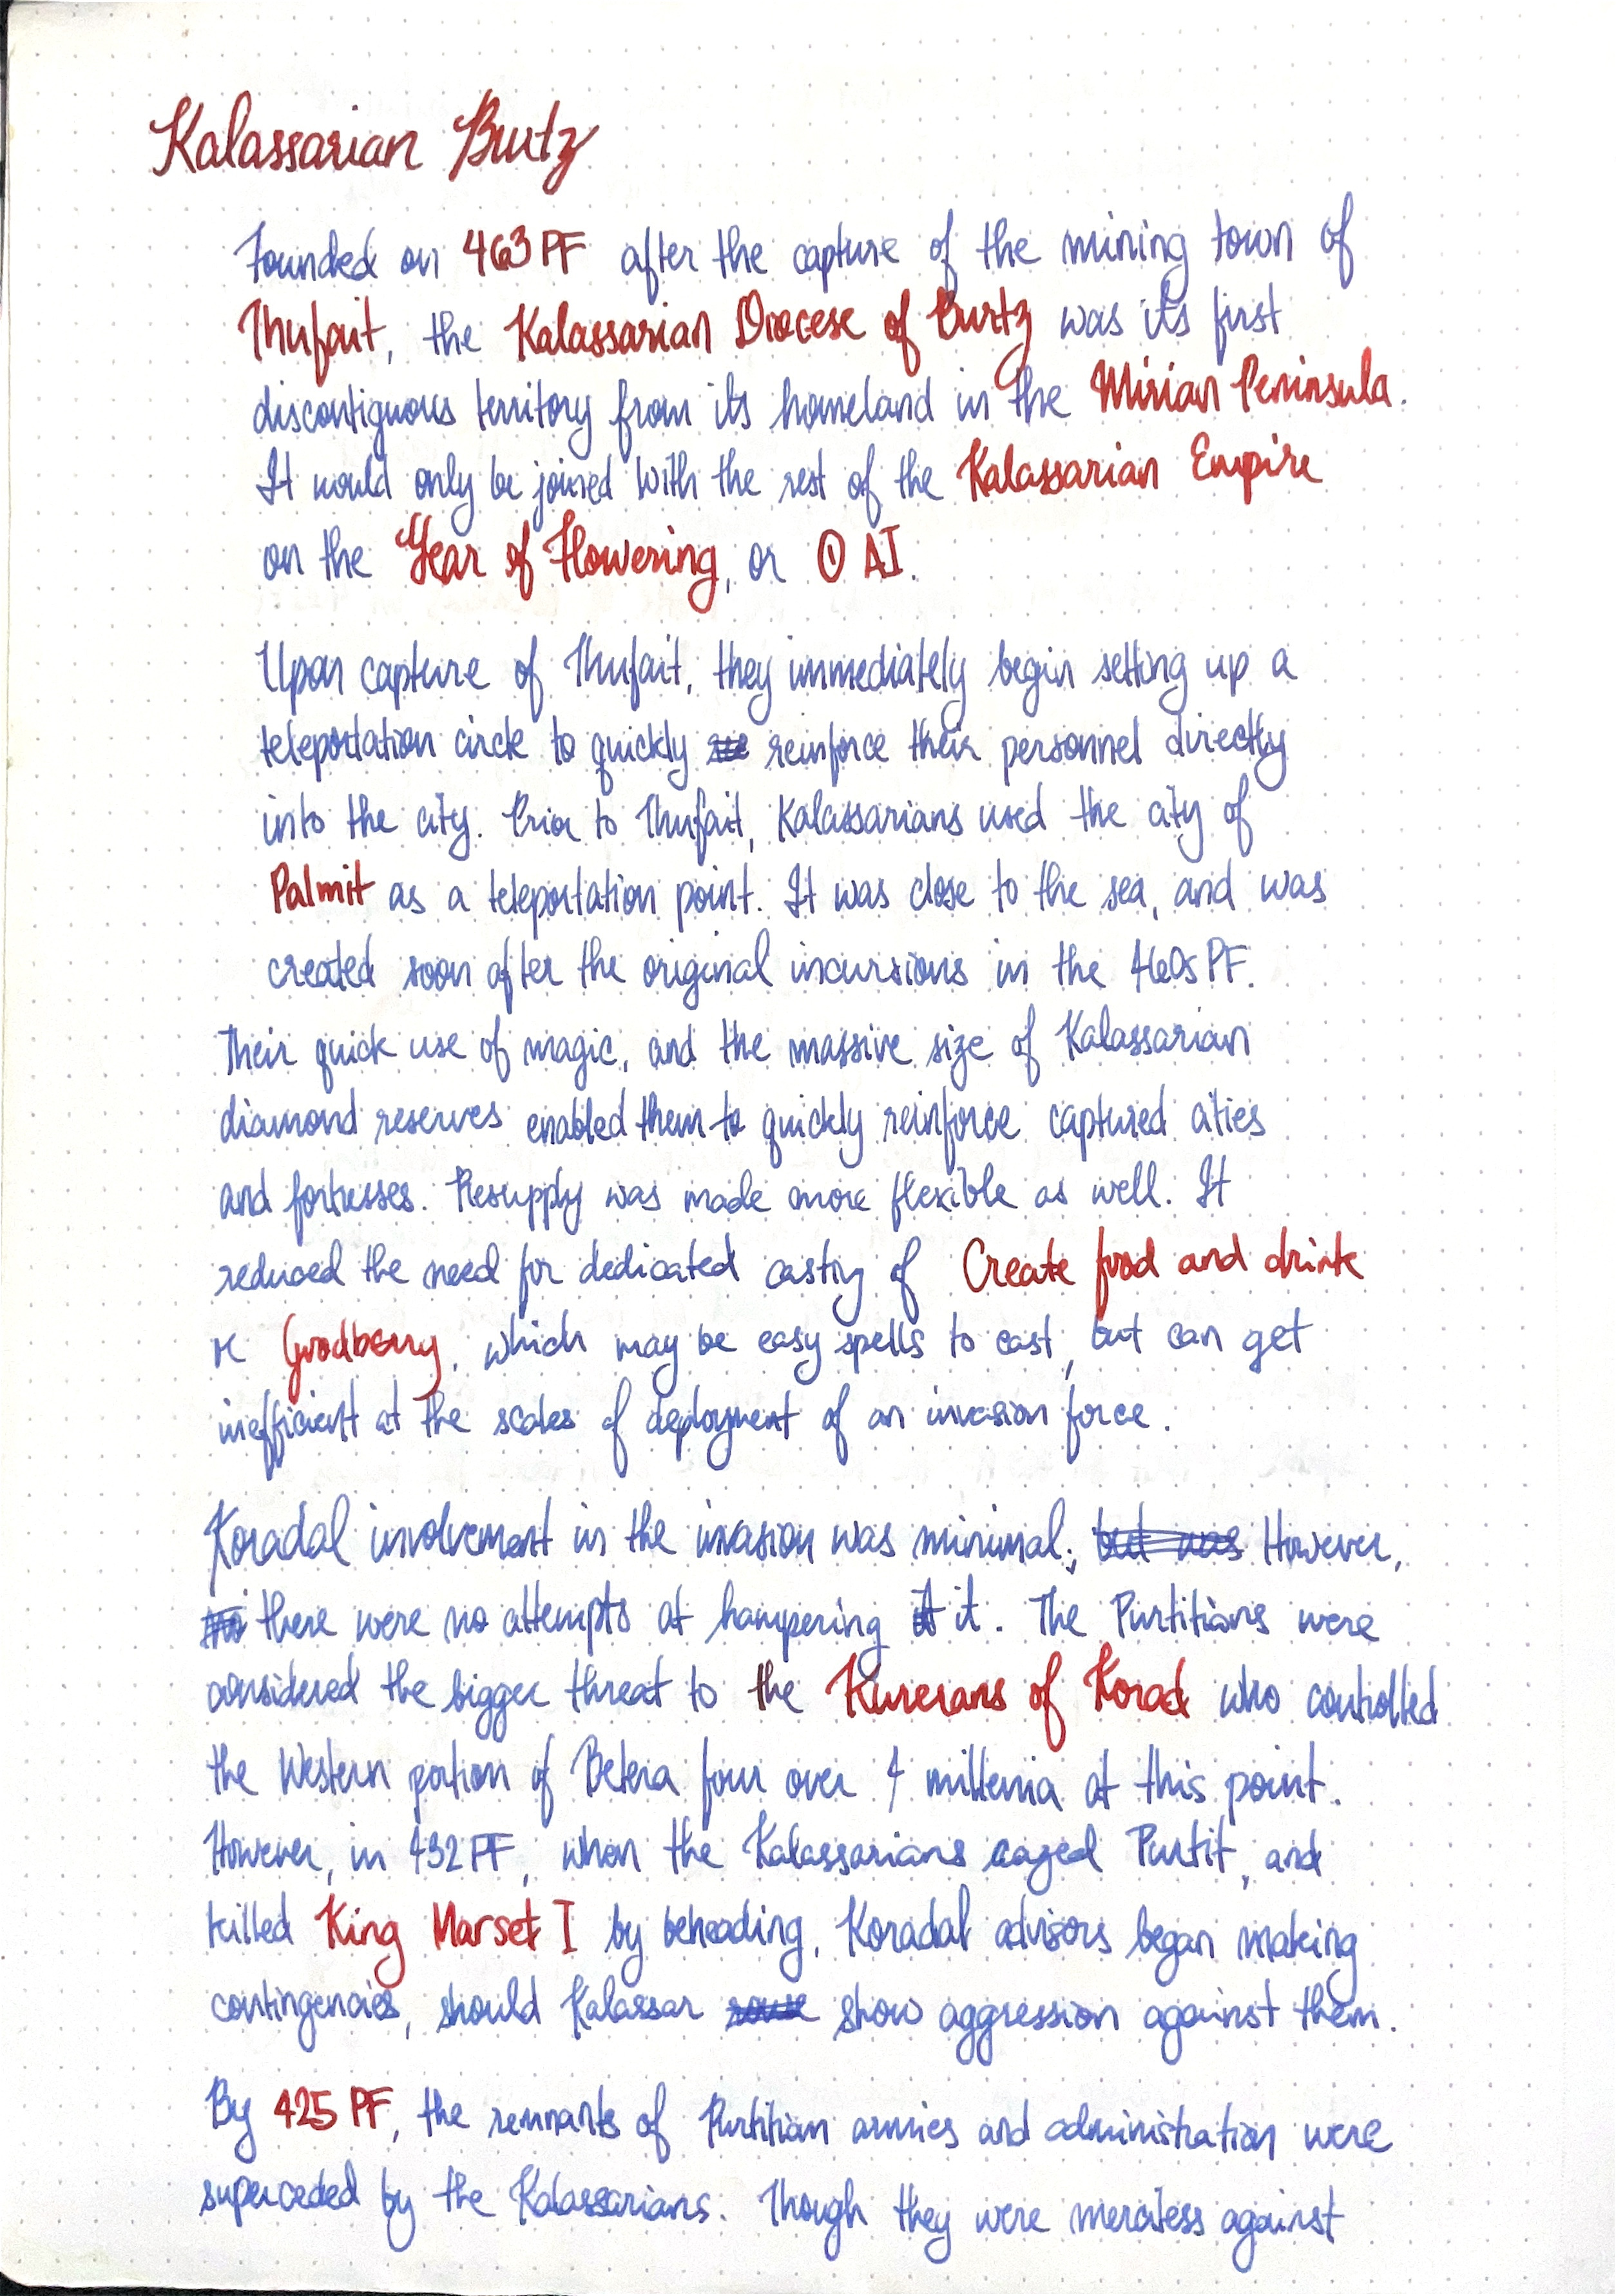 Kalassarian Burtz
Founded on 463 PF after the capture of the mining town of
Thufait, the Kalassarian Diocese of Burtz was its first
discontiguous territory from its homeland in the Mirian Peninsula.
It would only be joined with the rest of the Kalassarian Empire
on the Year of Flowering, or 0 AI.
Upon capture of Thufait, they immediately begin setting up a
teleportation circle to quickly reinforce their personnel directly
into the city. Prior to Thufait, Kalassarians used the city of
Palmit as a teleportation point. It was close to the sea, and was
created soon after the original incursions in the 460s PF.
Their quick use of magic, and the massive size of Kalassarian
diamond reserves enabled them to quickly reinforce captured cities
and fortresses. Resupply was made more flexible as well. It
reduced the need for dedicated casting of Create food and drink
or Goodberry, which may be easy spells to cast, but can get
inefficient at the scales of deployment of an invasion force.
Koradal involvement in the invasion was minimal; but was However,
there were no attempts at hampering it. The Purtitians were
considered the bigger threat to the Kurerans of Korad who controlled
the Western portion of Betera four over 4 millenia at this point.
However, in 432 PF, when the Kalassarians razed Purtit, and
killed King Marset I by beheading, Koradal advisors began making
contingencies, should Kalassar show aggression against them.
By 425 PF, the remnants of Purtitian armies and administration were
superceded by the Kalassarians. Though they were merciless against